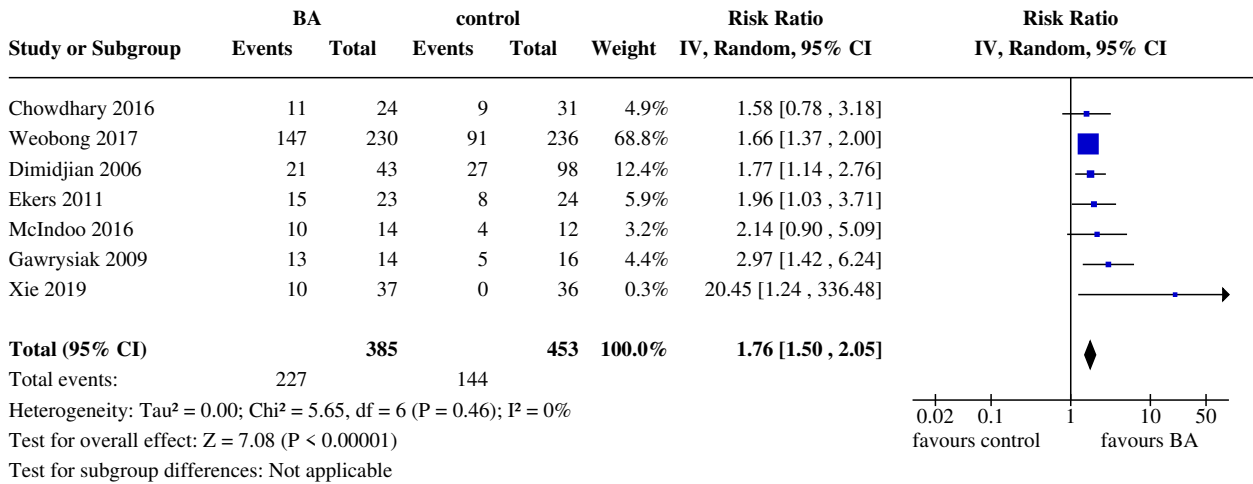 BA control Risk Ratio Risk Ratio
Study or Subgroup Events Total Events Total Weight IV, Random, 95% CI IV, Random, 95% CI
Chowdhary 2016 11 24 9 31 4.9% 1.58 [0.78 , 3.18]
Weobong 2017 147 230 91 236 68.8% 1.66 [1.37 , 2.00]
Dimidjian 2006 21 43 27 98 12.4% 1.77 [1.14 , 2.76]
Ekers 2011 15 23 8 24 5.9% 1.96 [1.03 , 3.71]
McIndoo 2016 10 14 4 12 3.2% 2.14 [0.90 , 5.09]
Gawrysiak 2009 13 14 5 16 4.4% 2.97 [1.42 , 6.24]
Xie 2019 10 37 0 36 0.3% 20.45 [1.24 , 336.48]
Total (95% CI) 385 453 100.0% 1.76 [1.50 , 2.05]
Total events: 227 144
Heterogeneity: Tau² = 0.00; Chi² = 5.65, df = 6 (P = 0.46); I² = 0%
Test for overall effect: Z = 7.08 (P < 0.00001)
Test for subgroup differences: Not applicable
0.02 0.1 1 10 50
favours control favours BA